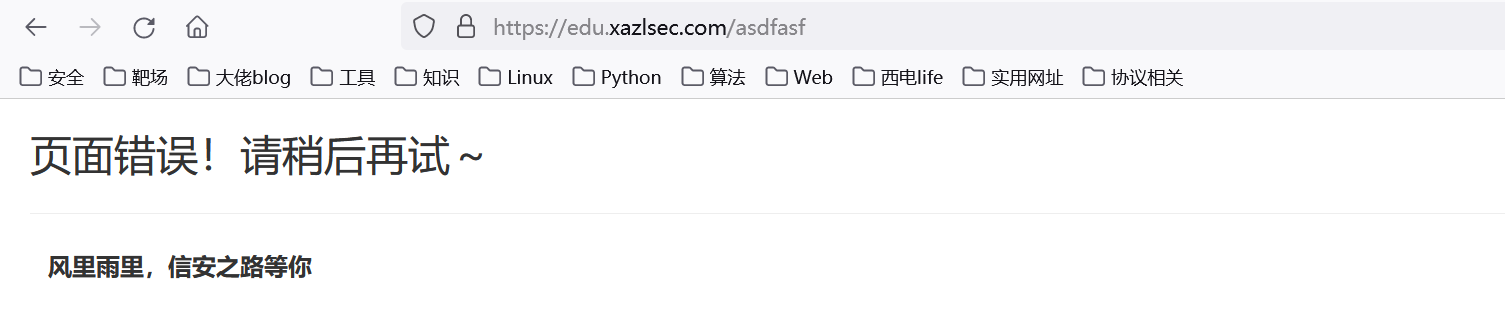 https://edu.xazlsec.com/asdfasf
安全 靶场 大佬blog 工具 知识 Linux Python 算法 Web 西电life 实用网址 协议相关
页面错误！请稍后再试～
风里雨里，信安之路等你